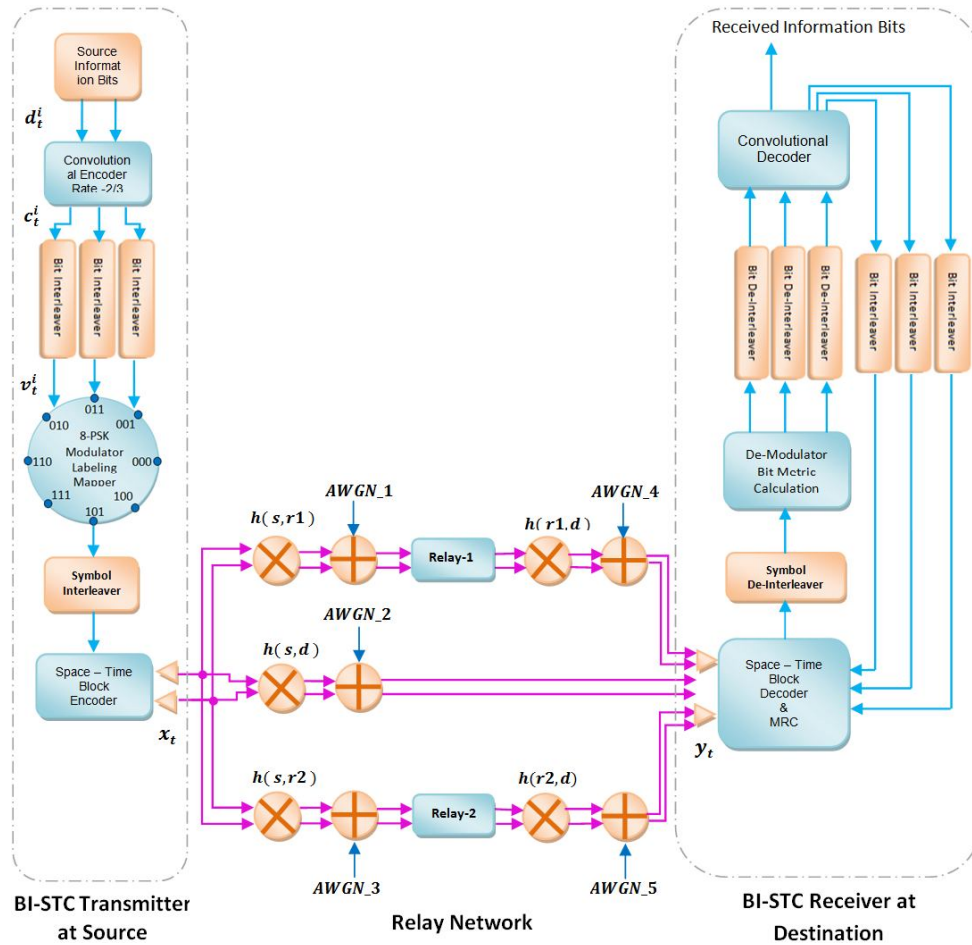 Source
Informat
ion Bits
d_t^i
Convolution
al Encoder
Rate -2/3
c_t^i
Bit Interleaver
Bit Interleaver
Bit Interleaver
v_t^i
011
010
001
8-PSK
Modulator
Labeling
Mapper
110
000
111
100
101
Symbol
Interleaver
Space – Time
Block
Encoder
x_t
BI-STC Transmitter
at Source
AWGN_1
AWGN_4
h( s,r1)
h( r1,d)
Relay-1
AWGN_2
h( s,d)
h( s,r2)
h(r2,d)
Relay-2
AWGN_3
AWGN_5
Relay Network
Received Information Bits
Convolutional
Decoder
Bit De-Interleaver
Bit De-Interleaver
Bit De-Interleaver
Bit Interleaver
Bit Interleaver
Bit Interleaver
De-Modulator
Bit Metric
Calculation
Symbol
De-Interleaver
Space – Time
Block
Decoder
&
MRC
y_t
BI-STC Receiver at
Destination